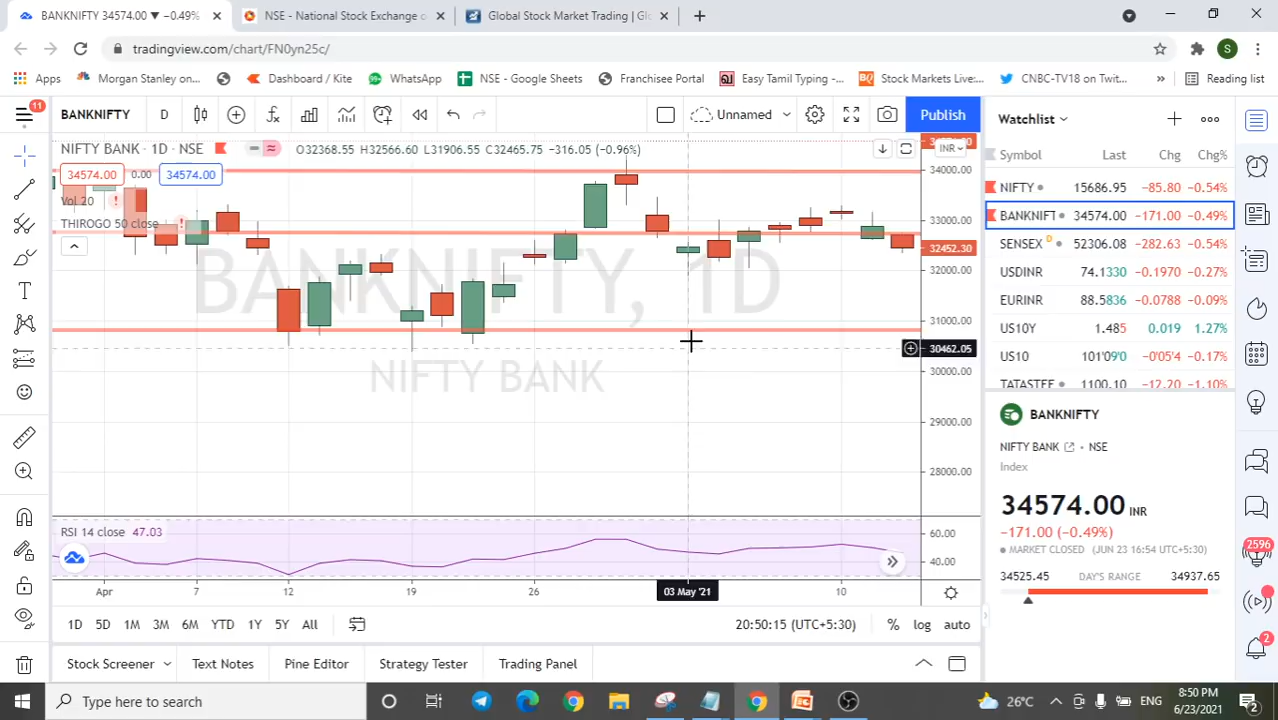 BANKNIFTY 34574.00 ▼ −0.49%
NSE - National Stock Exchange o
Global Stock Market Trading | Gl
tradingview.com/chart/FN0yn25c/
S
Apps
Morgan Stanley on...
Dashboard / Kite
99+
WhatsApp
NSE - Google Sheets
Franchisee Portal
Easy Tamil Typing -...
BQ
Stock Markets Live:...
CNBC-TV18 on Twit...
»
Reading list
11
BANKNIFTY
D
Unnamed
Publish
Watchlist
NIFTY BANK · 1D · NSE
O32368.55 H32566.60 L31906.55 C32465.75 −316.05 (−0.96%)
INR
34574.00
0.00
34574.00
Vol 20
THIROGO 50 close
BANKNIFTY, 1D
NIFTY BANK
34000.00
33000.00
32452.30
32000.00
31000.00
30462.05
30000.00
29000.00
28000.00
Symbol Last Chg Chg%
NIFTY 15686.95 −85.80 −0.54%
BANKNIFT 34574.00 −171.00 −0.49%
SENSEX 52306.08 −282.63 −0.54%
USDINR 74.1330 −0.1970 −0.27%
EURINR 88.5836 −0.0788 −0.09%
US10Y 1.485 0.019 1.27%
US10 101'09'0 −0'05'4 −0.17%
TATASTEE 1100.10 −12.20 −1.10%
BANKNIFTY
NIFTY BANK · NSE
Index
34574.00 INR
−171.00 (−0.49%)
MARKET CLOSED (JUN 23 16:54 UTC+5:30)
34525.45 DAY'S RANGE 34937.65
2596
2
RSI 14 close 47.03
60.00
40.00
Apr 7 12 19 26 03 May '21 10
1D 5D 1M 3M 6M YTD 1Y 5Y All
20:50:15 (UTC+5:30)
% log auto
Stock Screener
Text Notes
Pine Editor
Strategy Tester
Trading Panel
Type here to search
26°C
ENG
8:50 PM
6/23/2021
2